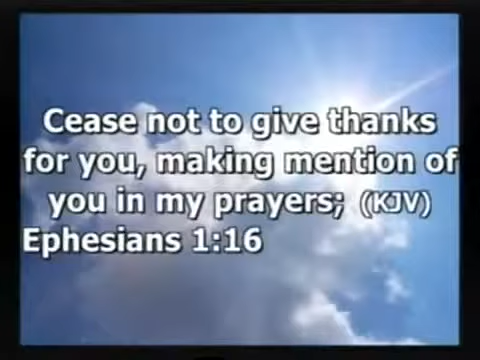 Cease not to give thanks
for you, making mention of
you in my prayers; (KJV)
Ephesians 1:16